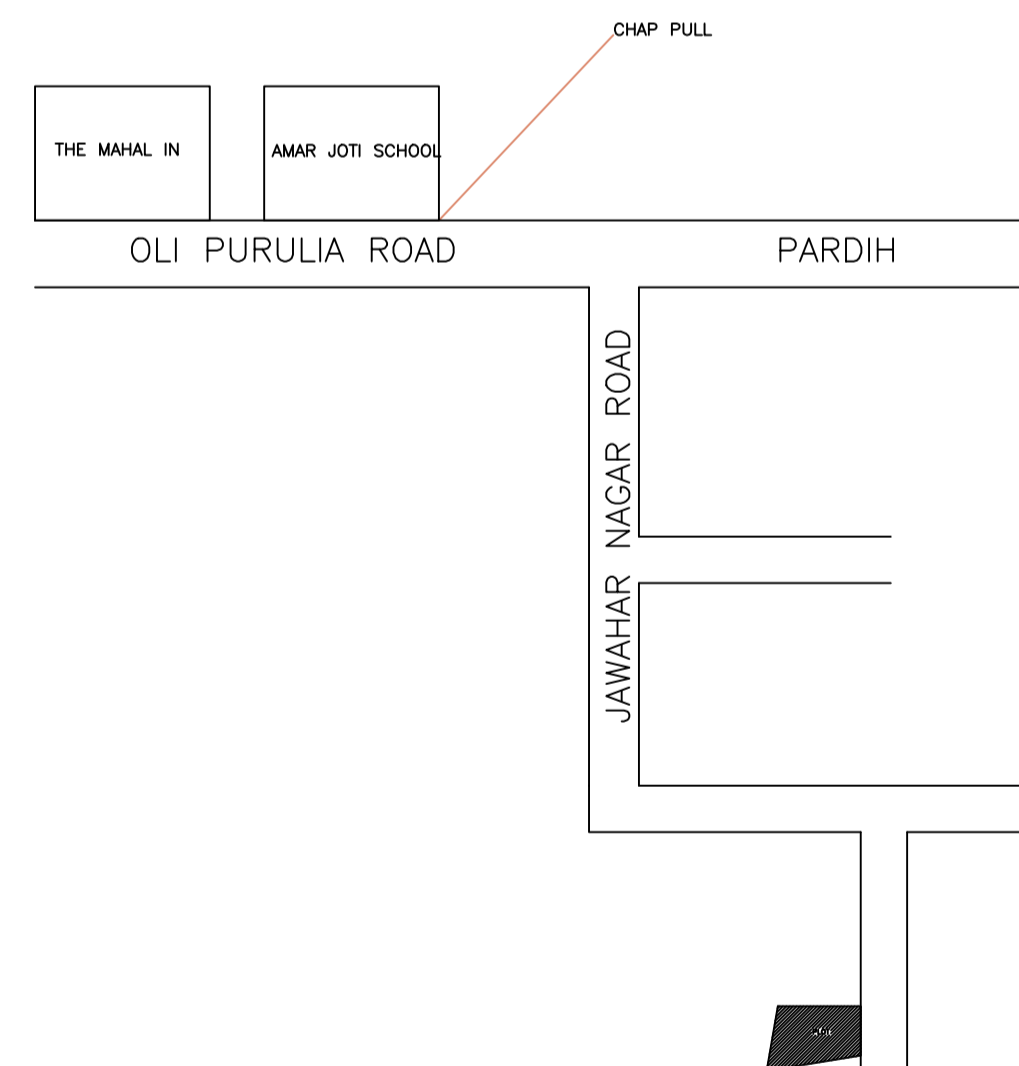 CHAP PULL
THE MAHAL IN
AMAR JOTI SCHOOL
OLI PURULIA ROAD
PARDIH
JAWAHAR NAGAR ROAD